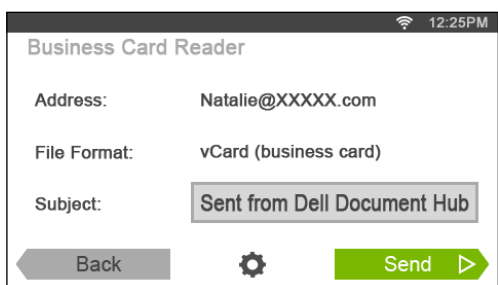 12:25PM
Business Card Reader
Address: Natalie@XXXXX.com
File Format: vCard (business card)
Subject: Sent from Dell Document Hub
Back Send